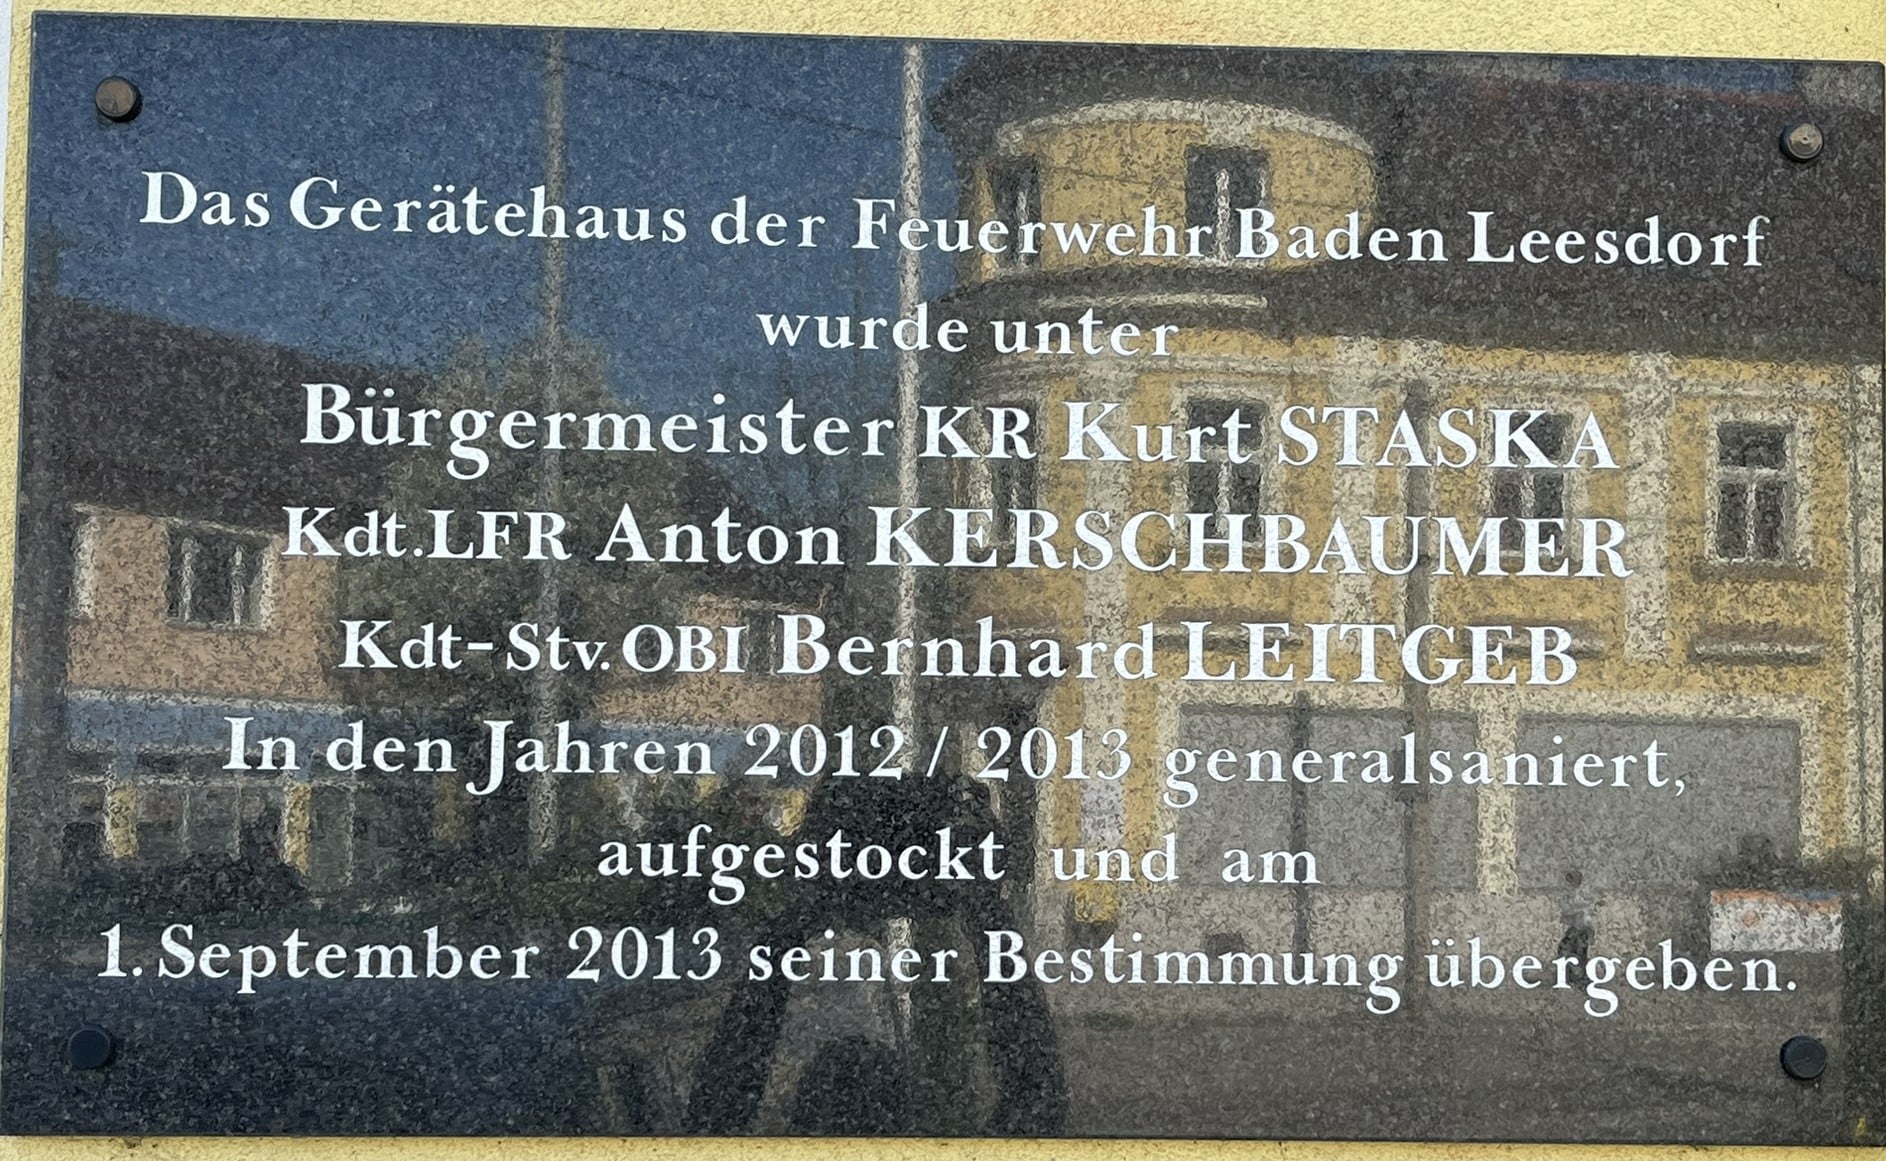 Das Gerätehaus der Feuerwehr Baden Leesdorf
wurde unter
Bürgermeister KR Kurt STASKA
Kdt.LFR Anton KERSCHBAUMER
Kdt-Stv.OBI Bernhard LEITGEB
In den Jahren 2012 / 2013 generalsaniert,
aufgestockt und am
1. September 2013 seiner Bestimmung übergeben.